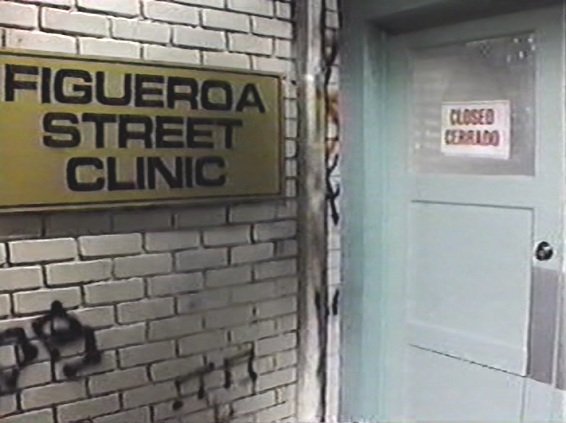 FIGUEROA
STREET
CLINIC
CLOSED
CERRADO